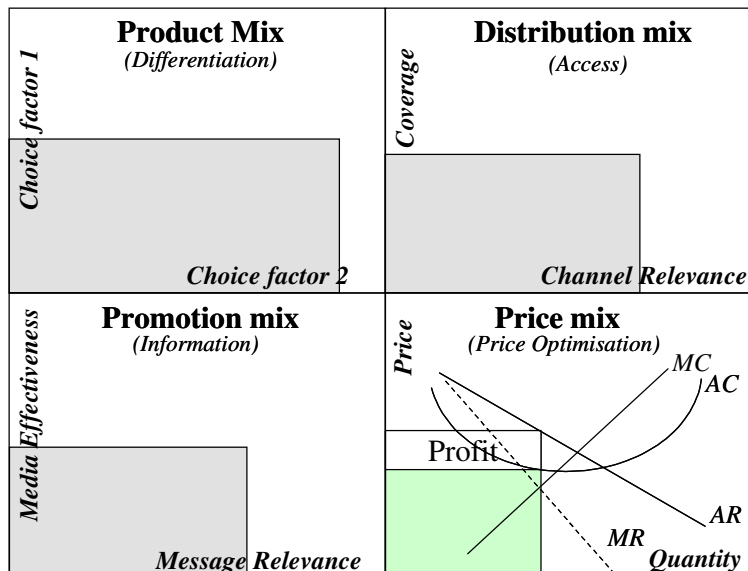 Product Mix
(Differentiation)
Choice factor 1
Choice factor 2
Distribution mix
(Access)
Coverage
Channel Relevance
Promotion mix
(Information)
Media Effectiveness
Message Relevance
Price mix
(Price Optimisation)
Price
MC
AC
Profit
AR
MR
Quantity